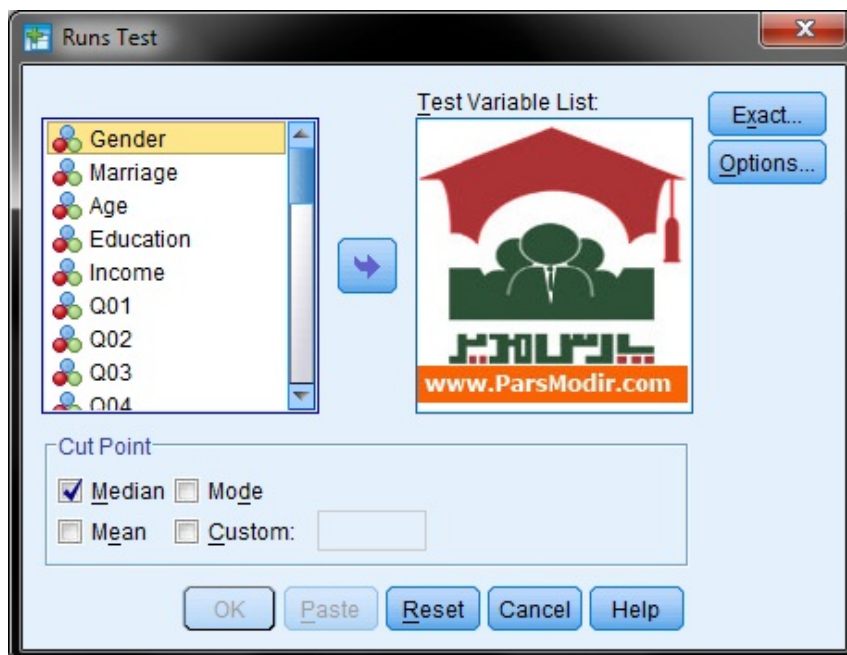 Runs Test
Test Variable List:
Exact...
Options...
Gender
Marriage
Age
Education
Income
Q01
Q02
Q03
Q04
پارس مدیر
www.ParsModir.com
Cut Point
Median
Mode
Mean
Custom:
OK
Paste
Reset
Cancel
Help